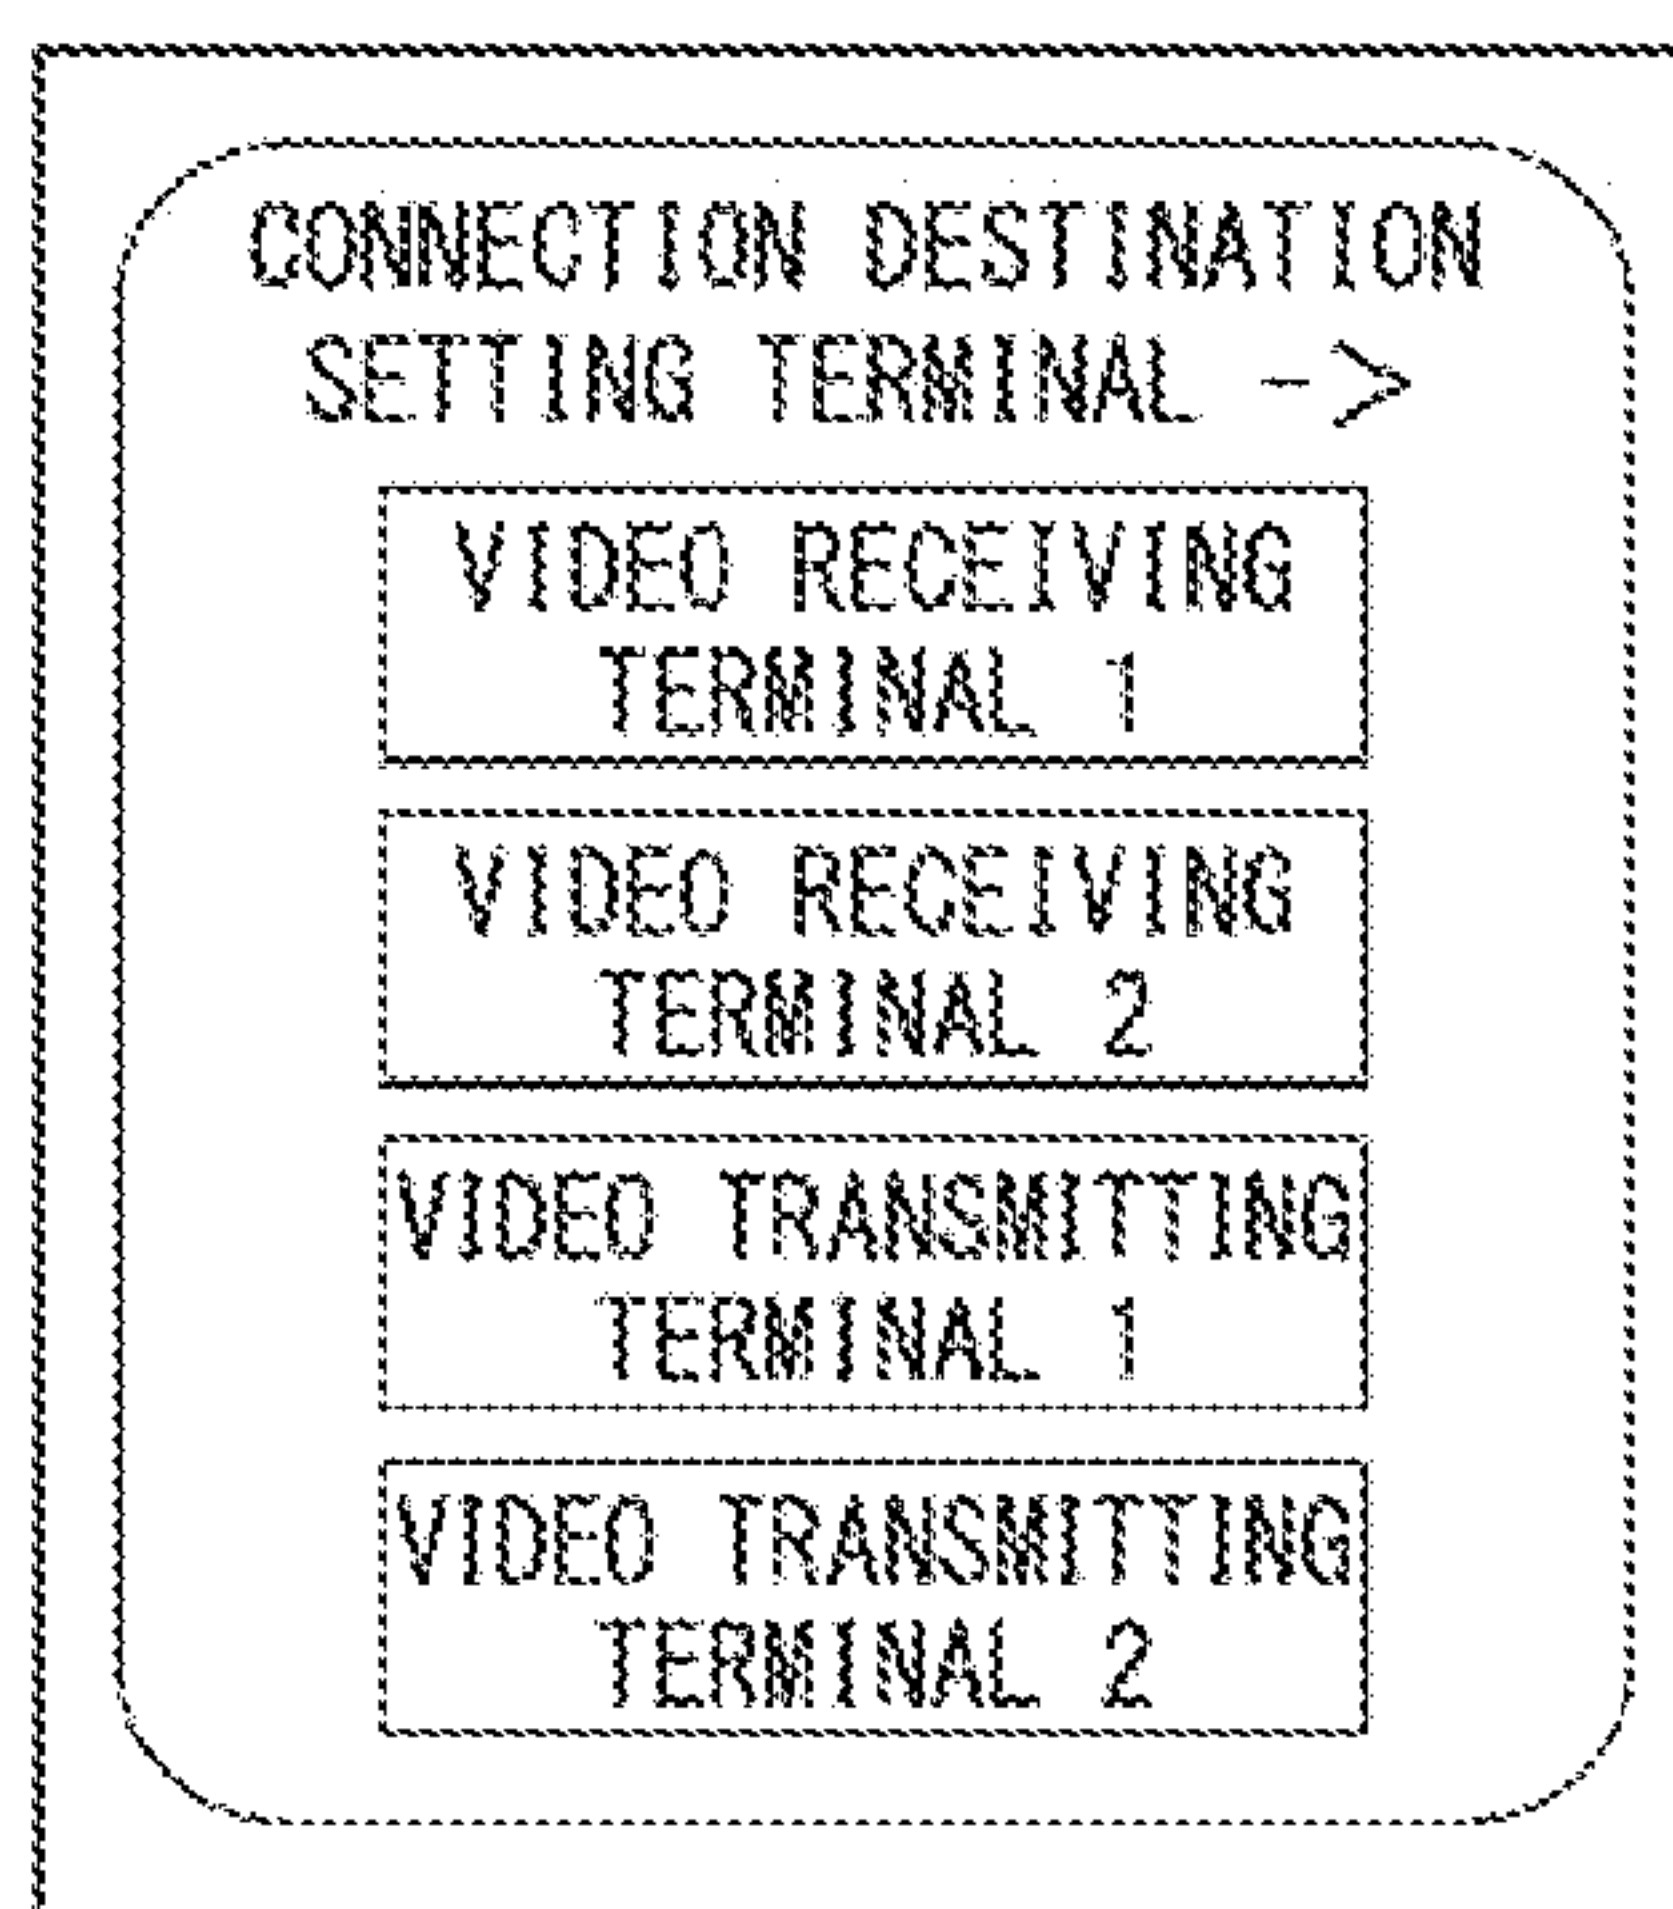 CONNECTION DESTINATION
SETTING TERMINAL ->
VIDEO RECEIVING
TERMINAL 1
VIDEO RECEIVING
TERMINAL 2
VIDEO TRANSMITTING
TERMINAL 1
VIDEO TRANSMITTING
TERMINAL 2